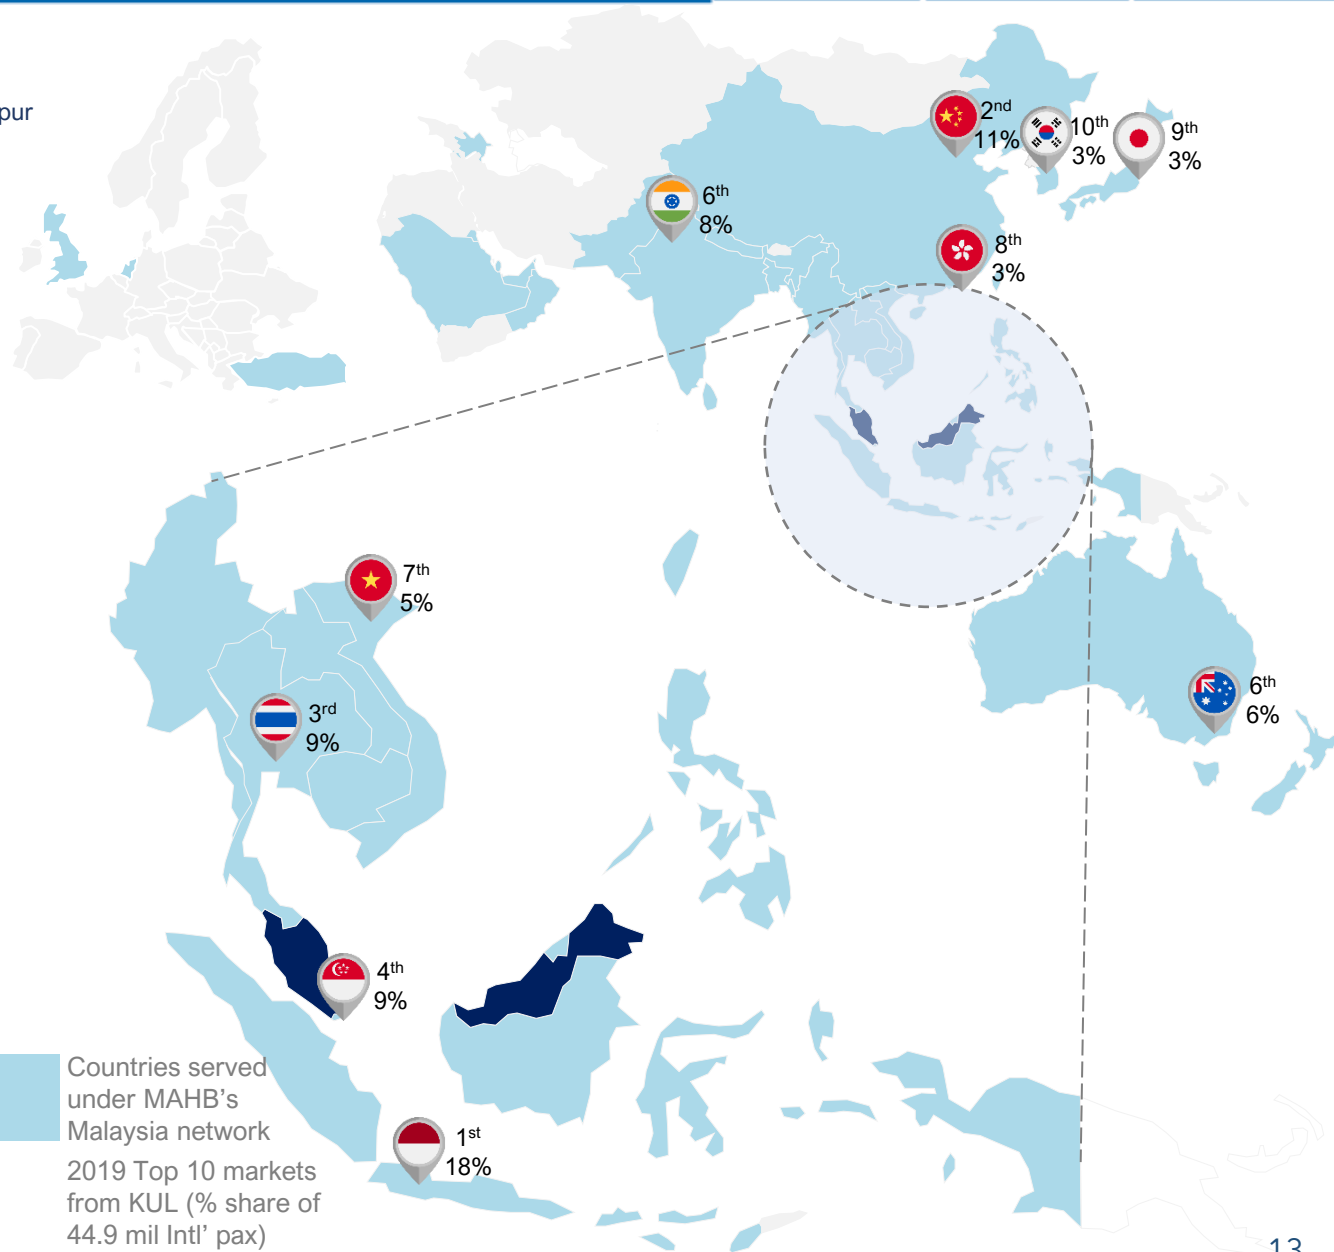 pur
2nd
11%
10th
3%
9th
3%
6th
8%
8th
3%
7th
5%
3rd
9%
6th
6%
4th
9%
1st
18%
Countries served
under MAHB’s
Malaysia network
2019 Top 10 markets
from KUL (% share of
44.9 mil Intl’ pax)
13